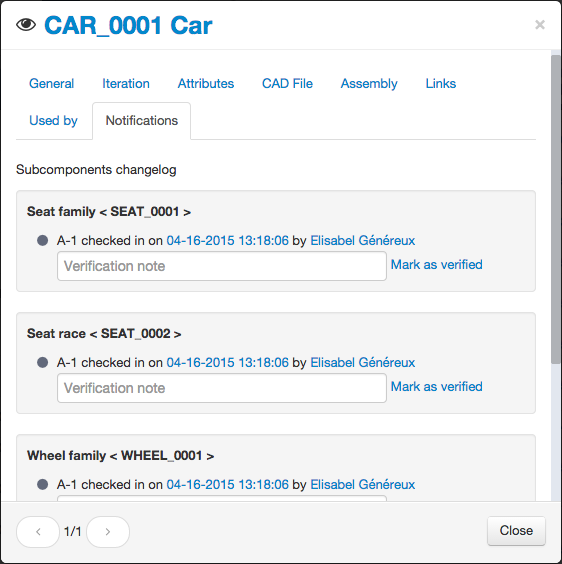 CAR_0001 Car ×
General Iteration Attributes CAD File Assembly Links
Used by Notifications
Subcomponents changelog
Seat family < SEAT_0001 >
A-1 checked in on 04-16-2015 13:18:06 by Elisabel Généreux
Verification note Mark as verified
Seat race < SEAT_0002 >
A-1 checked in on 04-16-2015 13:18:06 by Elisabel Généreux
Verification note Mark as verified
Wheel family < WHEEL_0001 >
A-1 checked in on 04-16-2015 13:18:06 by Elisabel Généreux
‹ 1/1 › Close